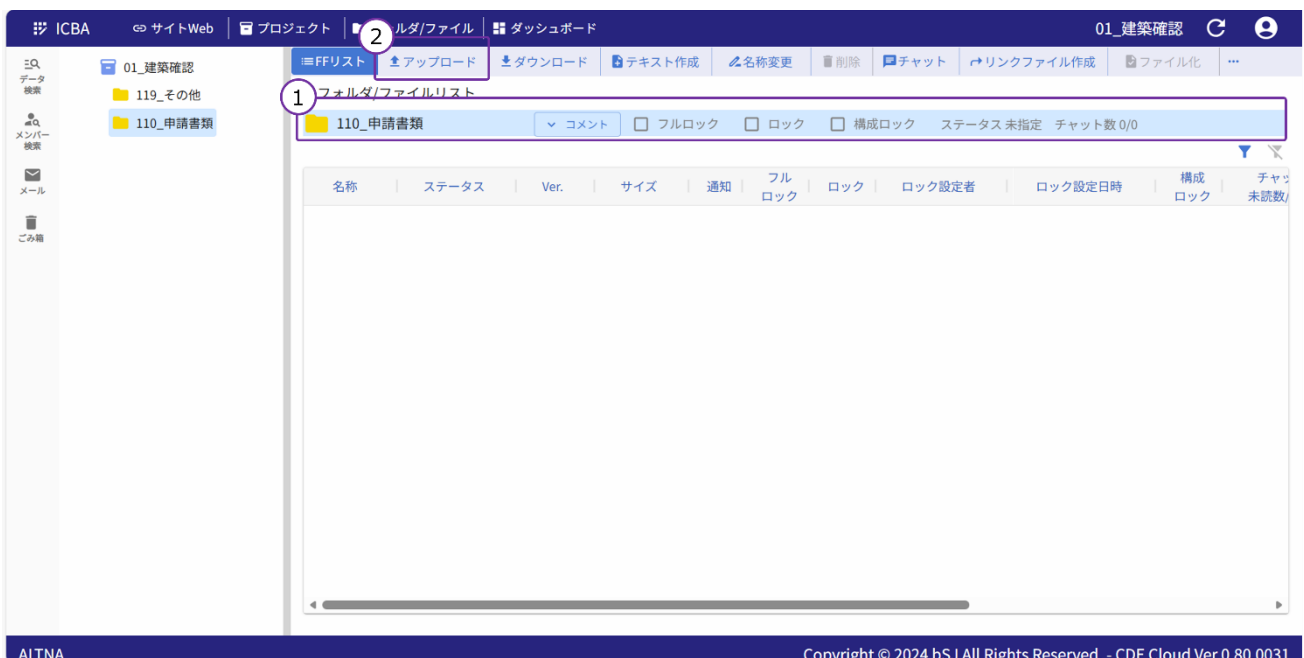 ICBA サイトWeb プロジェクト ルダ/ファイル ダッシュボード 01_建築確認
2
FFリスト アップロード ダウンロード テキスト作成 名称変更 削除 チャット リンクファイル作成 ファイル化 ...
データ
検索
メンバー
検索
メール
ごみ箱
01_建築確認
119_その他
110_申請書類
1
フォルダ/ファイルリスト
110_申請書類 コメント フルロック ロック 構成ロック ステータス 未指定 チャット数 0/0
名称 ステータス Ver. サイズ 通知 フル
ロック ロック ロック設定者 ロック設定日時 構成
ロック チャッ
未読数/
ALTNA Copyright © 2024 bSJ All Rights Reserved. - CDE Cloud Ver.0.80.0031